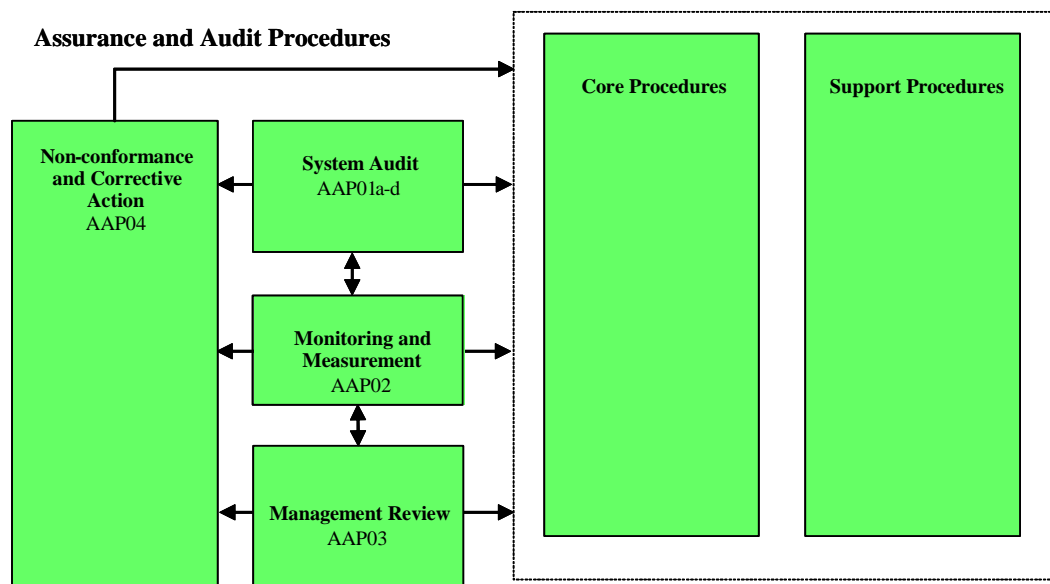 Assurance and Audit Procedures
Core Procedures
Support Procedures
Non-conformance
and Corrective
Action
AAP04
System Audit
AAP01a-d
Monitoring and
Measurement
AAP02
Management Review
AAP03